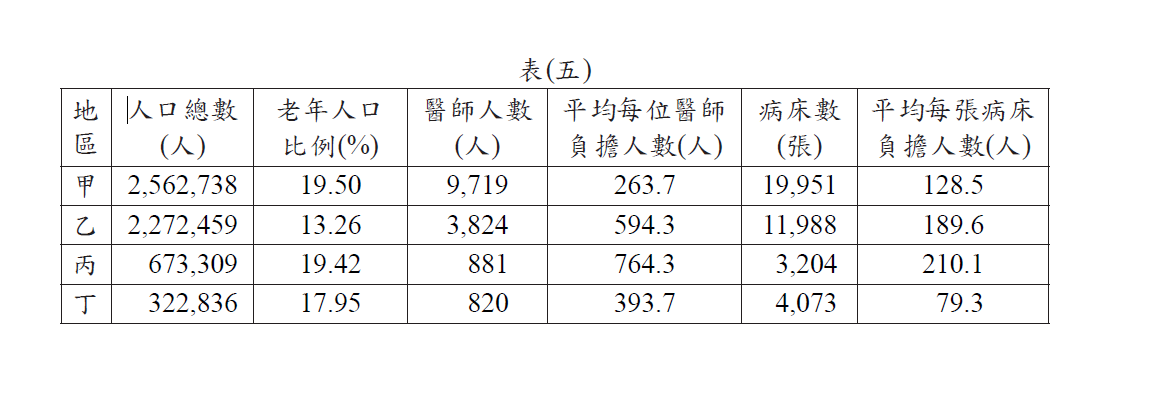 表(五)
地區 人口總數(人) 老年人口比例(%) 醫師人數(人) 平均每位醫師負擔人數(人) 病床數(張) 平均每張病床負擔人數(人)
甲 2,562,738 19.50 9,719 263.7 19,951 128.5
乙 2,272,459 13.26 3,824 594.3 11,988 189.6
丙 673,309 19.42 881 764.3 3,204 210.1
丁 322,836 17.95 820 393.7 4,073 79.3